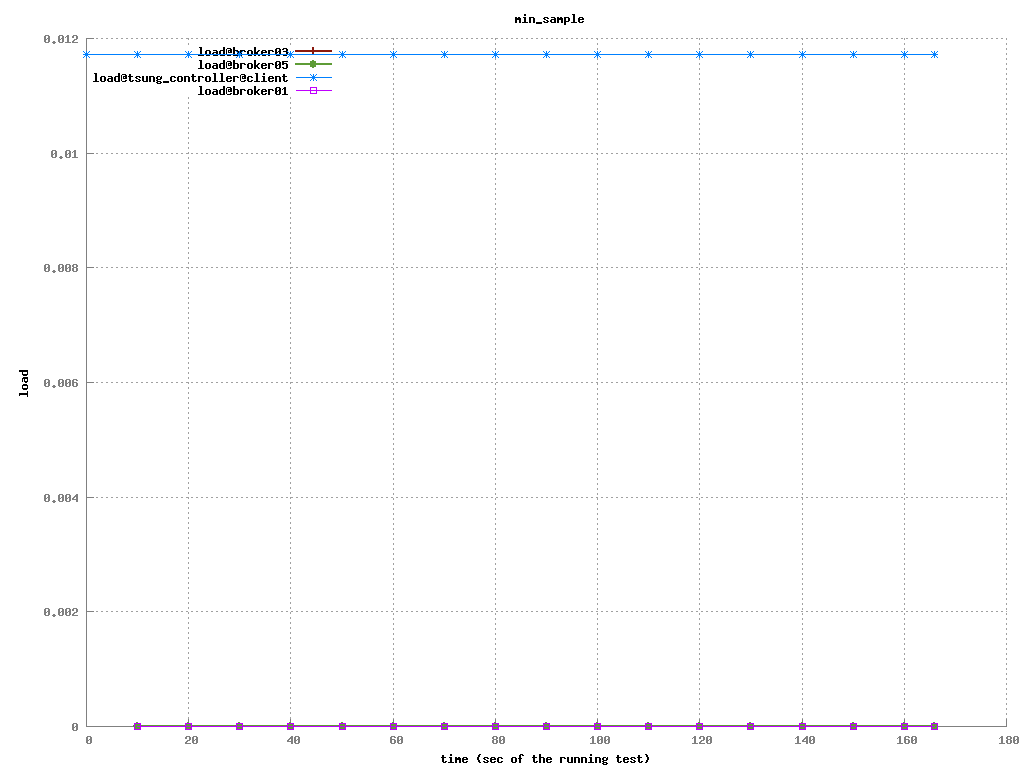 min_sample
0.012
0.01
0.008
0.006
0.004
0.002
0
load
load@broker03
load@broker05
load@tsung_controller@client
load@broker01
0 20 40 60 80 100 120 140 160 180
time (sec of the running test)